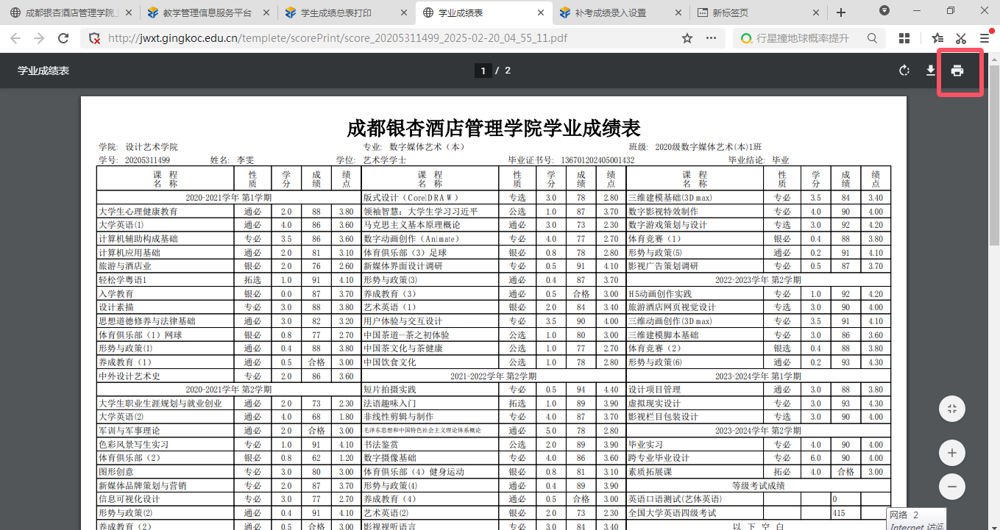 成都银杏酒店管理学院_
教学管理信息服务平台
学生成绩总表打印
学业成绩表
补考成绩录入设置
新标签页
http://jwxt.gingkoc.edu.cn/templete/scorePrint/score_20205311499_2025-02-20_04_55_11.pdf
行星撞地球概率提升
学业成绩表
1 / 2
成都银杏酒店管理学院学业成绩表
学院: 设计艺术学院 专业: 数字媒体艺术（本） 班级: 2020级数字媒体艺术(本)1班
学号: 20205311499 姓名: 李雯 学位: 艺术学学士 毕业证书号: 136701202405001432 毕业结论: 毕业
课程名称 性质 学分 成绩 绩点 课程名称 性质 学分 成绩 绩点 课程名称 性质 学分 成绩 绩点
2020-2021学年 第1学期 版式设计（CorelDRAW） 专选 3.0 78 2.80 三维建模基础(3Dmax) 专必 3.5 84 3.40
大学生心理健康教育 通必 2.0 88 3.80 领袖智慧: 大学生学习习近平 公选 1.0 87 3.70 数字影视特效制作 专必 4.0 90 4.00
大学英语(1) 通必 4.0 86 3.60 马克思主义基本原理概论 通必 3.0 73 2.30 数字游戏策划与设计 专选 3.0 92 4.20
计算机辅助构成基础 专必 3.5 86 3.60 数字动画创作（Animate） 专必 4.0 77 2.70 体育竞赛（1） 银必 0.4 88 3.80
计算机应用基础 通必 2.0 81 3.10 体育俱乐部（3）足球 银必 0.8 78 2.80 形势与政策(5) 通必 0.2 91 4.10
旅游与酒店业 银必 2.0 76 2.60 新媒体界面设计调研 专必 0.5 91 4.10 影视广告策划调研 专必 0.5 87 3.70
轻松学粤语1 拓选 1.0 91 4.10 形势与政策(3) 通必 0.4 87 3.70 2022-2023学年 第2学期
入学教育 银必 0.0 87 3.70 养成教育（3） 通必 0.5 合格 3.00 H5动画创作实践 专必 1.0 92 4.20
设计素描 专必 3.0 88 3.80 艺术英语（1） 银必 2.0 84 3.40 旅游酒店网页视觉设计 专选 3.0 90 4.00
思想道德修养与法律基础 通必 3.0 82 3.20 用户体验与交互设计 专必 3.5 90 4.00 三维动画创作(3Dmax) 专必 3.5 91 4.10
体育俱乐部（1）网球 银必 0.8 77 2.70 中国茶道—茶之初体验 公选 1.0 80 3.00 三维建模脚本基础 专必 3.0 86 3.60
形势与政策(1) 通必 0.4 88 3.80 中国茶文化与茶健康 公选 1.0 77 2.70 体育竞赛（2） 银选 0.4 88 3.80
养成教育（1） 通必 0.5 合格 3.00 中国饮食文化 公选 1.0 78 2.80 形势与政策(6) 通必 0.2 93 4.30
中外设计艺术史 专必 2.0 86 3.60 2021-2022学年 第2学期 2023-2024学年 第1学期
2020-2021学年 第2学期 短片拍摄实践 专必 0.5 94 4.40 设计项目管理 通必 3.0 88 3.80
大学生职业生涯规划与就业创业 通必 2.0 73 2.30 法语趣味入门 拓选 1.0 89 3.90 虚拟现实设计 专必 3.0 93 4.30
大学英语(2) 通必 4.0 68 1.80 非线性剪辑与制作 专必 4.0 87 3.70 影视栏目包装设计 专选 3.0 90 4.00
军训与军事理论 通必 2.0 合格 3.00 毛泽东思想和中国特色社会主义理论体系概论 通必 5.0 78 2.80 2023-2024学年 第2学期
色彩风景写生实习 专必 1.0 91 4.10 书法鉴赏 公选 2.0 89 3.90 毕业实习 专必 4.0 90 4.00
体育俱乐部（2） 银必 0.8 62 1.20 数字摄像基础 专必 4.0 86 3.60 跨专业毕业设计 专必 6.0 90 4.00
图形创意 专必 3.0 80 3.00 体育俱乐部（4）健身运动 银必 0.8 81 3.10 素质拓展课 拓必 4.0 合格 3.00
新媒体品牌策划与营销 专必 2.0 87 3.70 形势与政策(4) 通必 0.4 89 3.90 等级考试成绩
信息可视化设计 专必 3.0 77 2.70 养成教育（4） 通必 0.5 合格 3.00 英语口语测试(艺体英语) 0
形势与政策(2) 通必 0.4 91 4.10 艺术英语(2) 银必 2.0 73 2.30 全国大学英语四级考试 415
养成教育（2） 通必 0.5 合格 3.00 影视视听语言 专必 3.0 84 3.40 以下空白
网络 2
Internet 访问